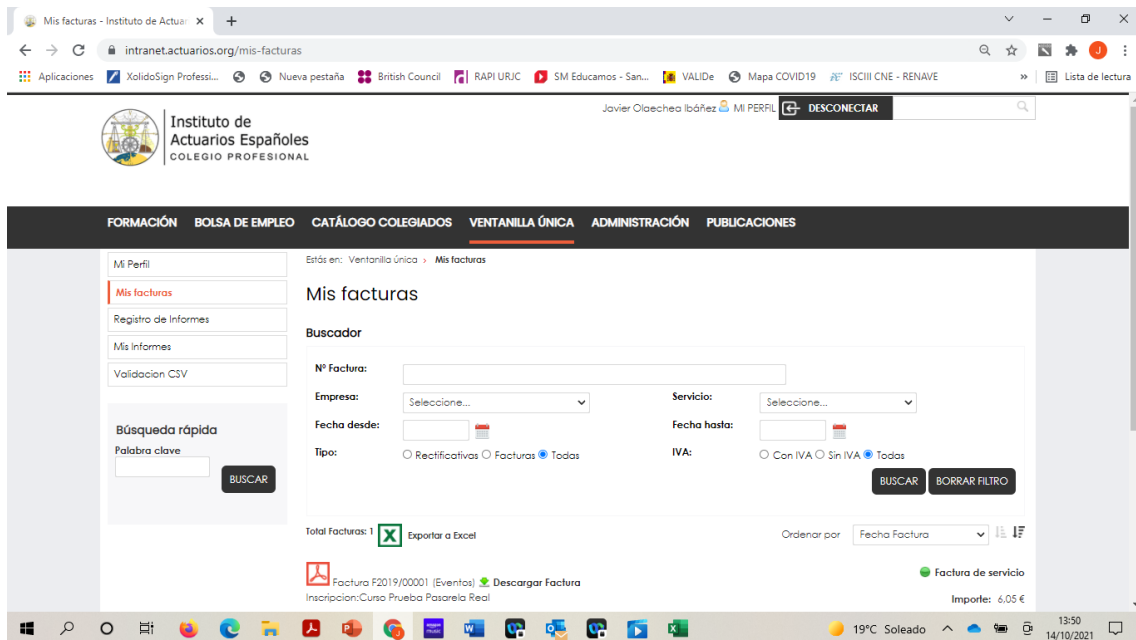 Mis facturas - Instituto de Actuar
intranet.actuarios.org/mis-facturas
Aplicaciones XolidoSign Professi... Nueva pestaña British Council RAPI URJC SM Educamos - San... VALIDe Mapa COVID19 ISCIII CNE - RENAVE » Lista de lectura
Javier Olaechea Ibáñez MI PERFIL DESCONECTAR
Instituto de
Actuarios Españoles
COLEGIO PROFESIONAL
FORMACIÓN BOLSA DE EMPLEO CATÁLOGO COLEGIADOS VENTANILLA ÚNICA ADMINISTRACIÓN PUBLICACIONES
Mi Perfil
Mis facturas
Registro de Informes
Mis Informes
Validacion CSV
Búsqueda rápida
Palabra clave
BUSCAR
Estás en: Ventanilla única > Mis facturas
Mis facturas
Buscador
Nº Factura:
Empresa: Seleccione... Servicio: Seleccione...
Fecha desde: Fecha hasta:
Tipo: Rectificativas Facturas Todas IVA: Con IVA Sin IVA Todas
BUSCAR BORRAR FILTRO
Total Facturas: 1 Exportar a Excel Ordenar por Fecha Factura
Factura F2019/00001 (Eventos) Descargar Factura Factura de servicio
Inscripcion:Curso Prueba Pasarela Real Importe: 6,05 €
19°C Soleado 13:50
14/10/2021